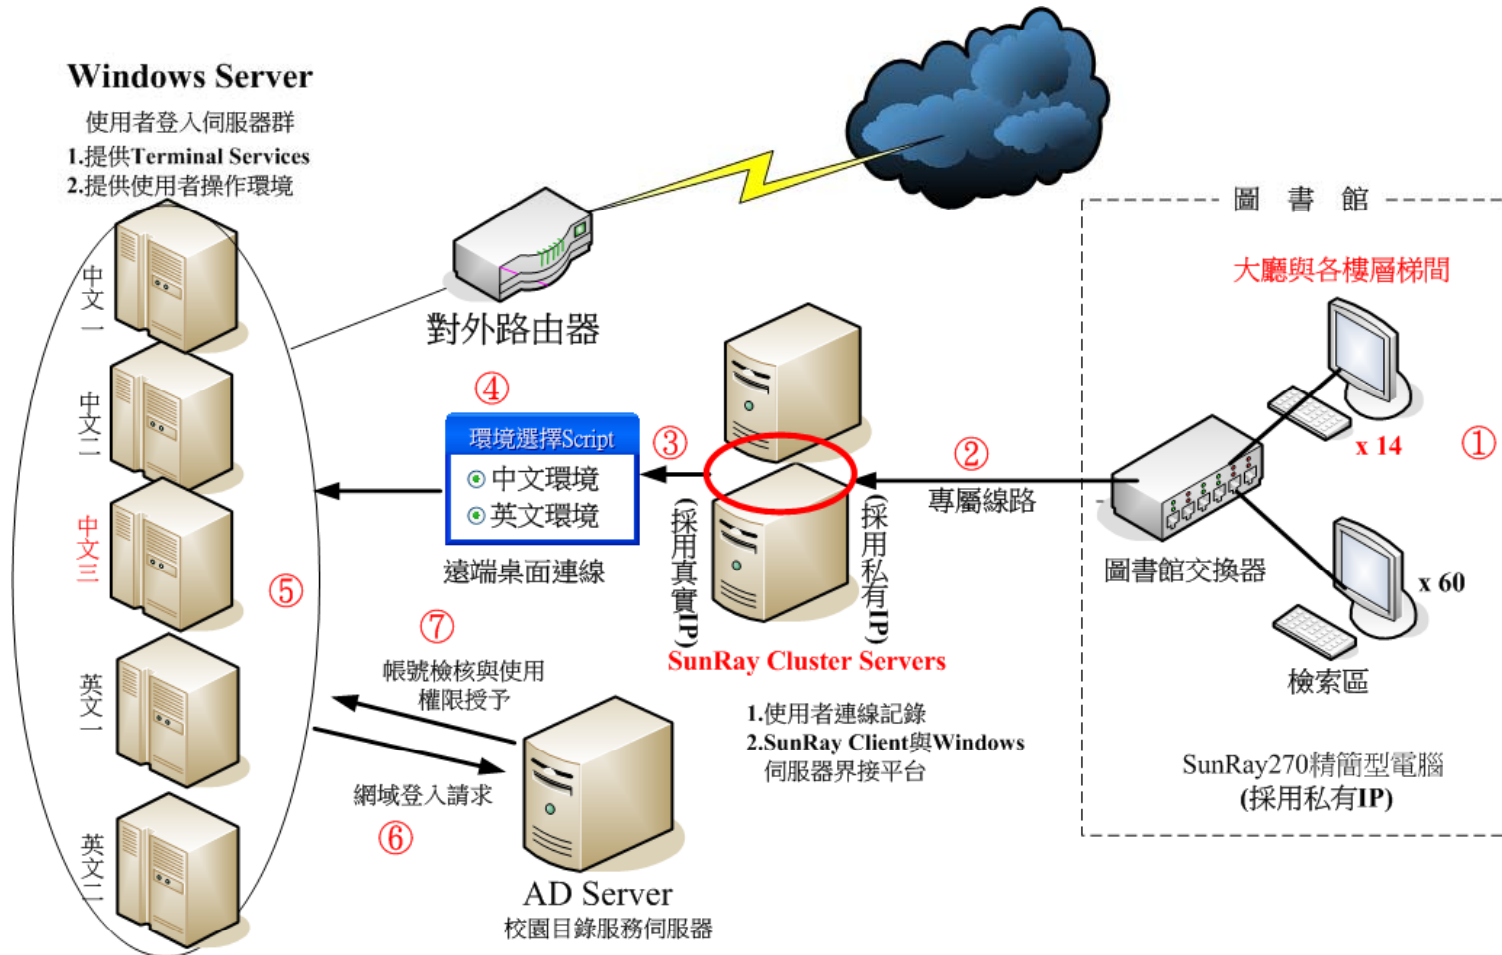 Windows Server
使用者登入伺服器群
1.提供Terminal Services
2.提供使用者操作環境
中文一
中文二
中文三
英文一
英文二
⑤
對外路由器
④
環境選擇Script
中文環境
英文環境
遠端桌面連線
③
(採用真實IP)
②
專屬線路
(採用私有IP)
SunRay Cluster Servers
1.使用者連線記錄
2.SunRay Client與Windows
伺服器界接平台
⑦
帳號檢核與使用
權限授予
網域登入請求
⑥
AD Server
校園目錄服務伺服器
圖 書 館
大廳與各樓層梯間
x 14
①
圖書館交換器
x 60
檢索區
SunRay270精簡型電腦
(採用私有IP)